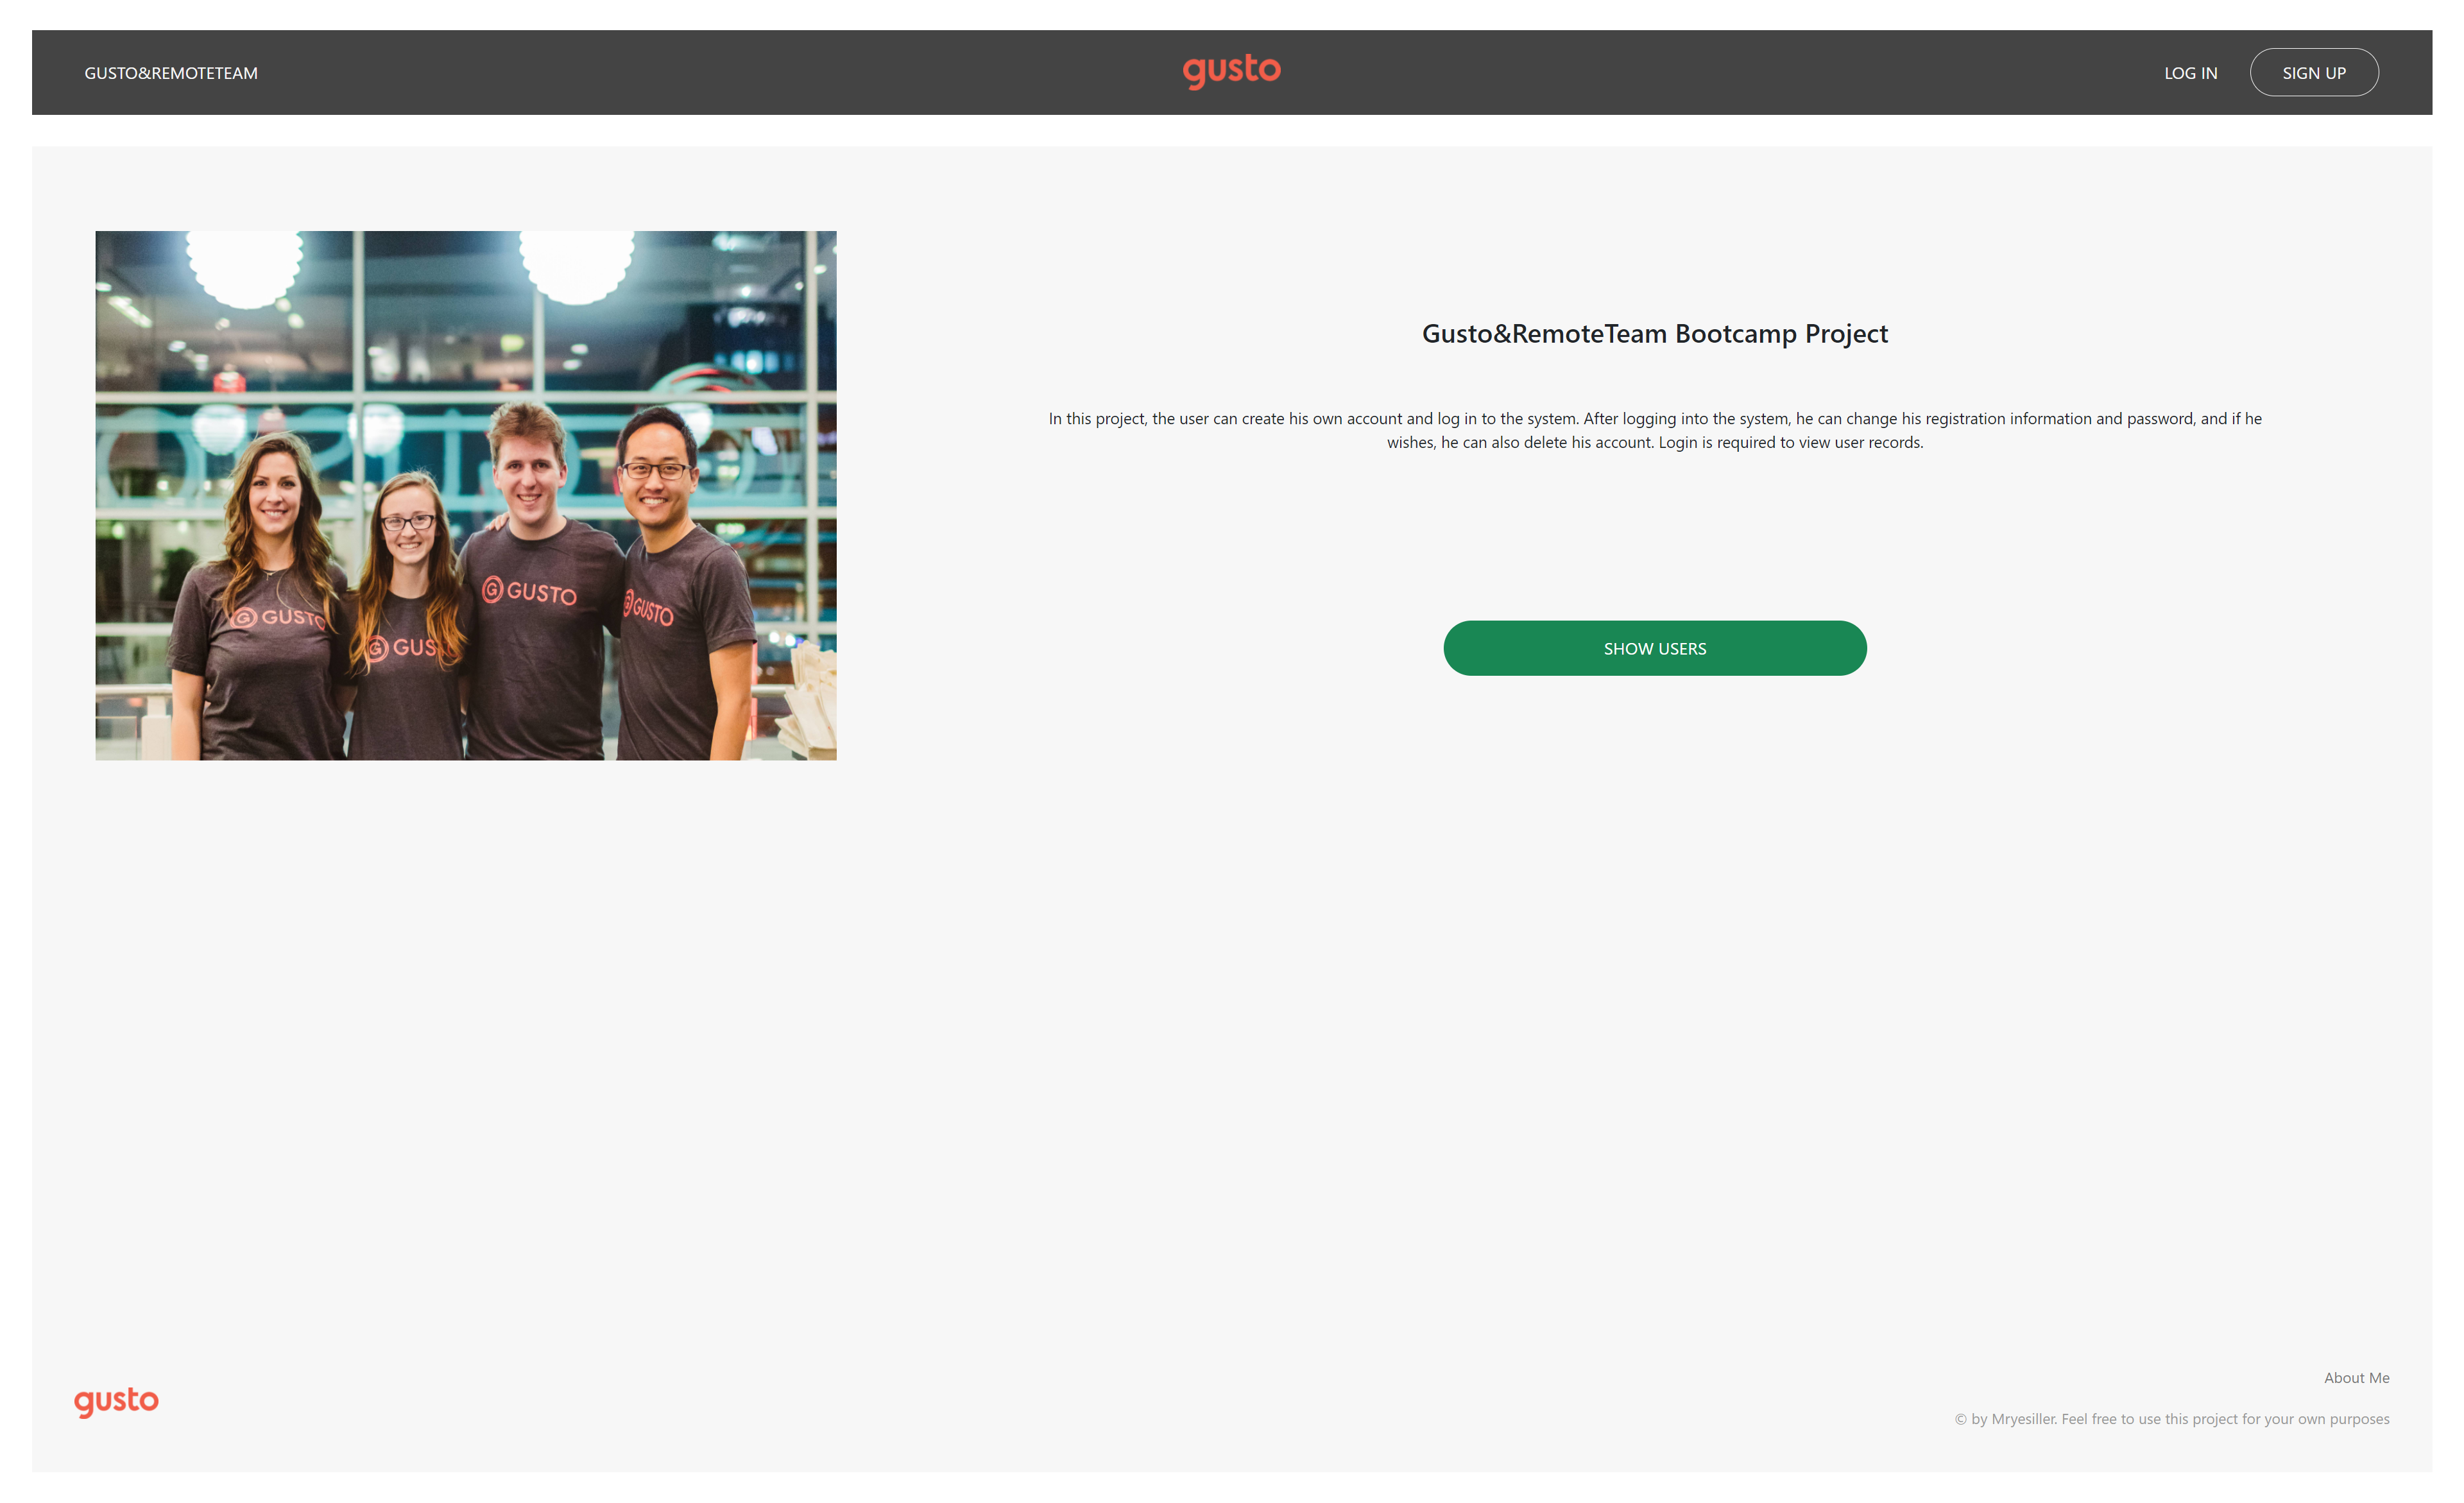 GUSTO&REMOTETEAM
gusto
LOG IN
SIGN UP
GUSTO
GUS
GUSTO
GUSTO
Gusto&RemoteTeam Bootcamp Project
In this project, the user can create his own account and log in to the system. After logging into the system, he can change his registration information and password, and if he
wishes, he can also delete his account. Login is required to view user records.
SHOW USERS
gusto
About Me
© by Mryesiller. Feel free to use this project for your own purposes